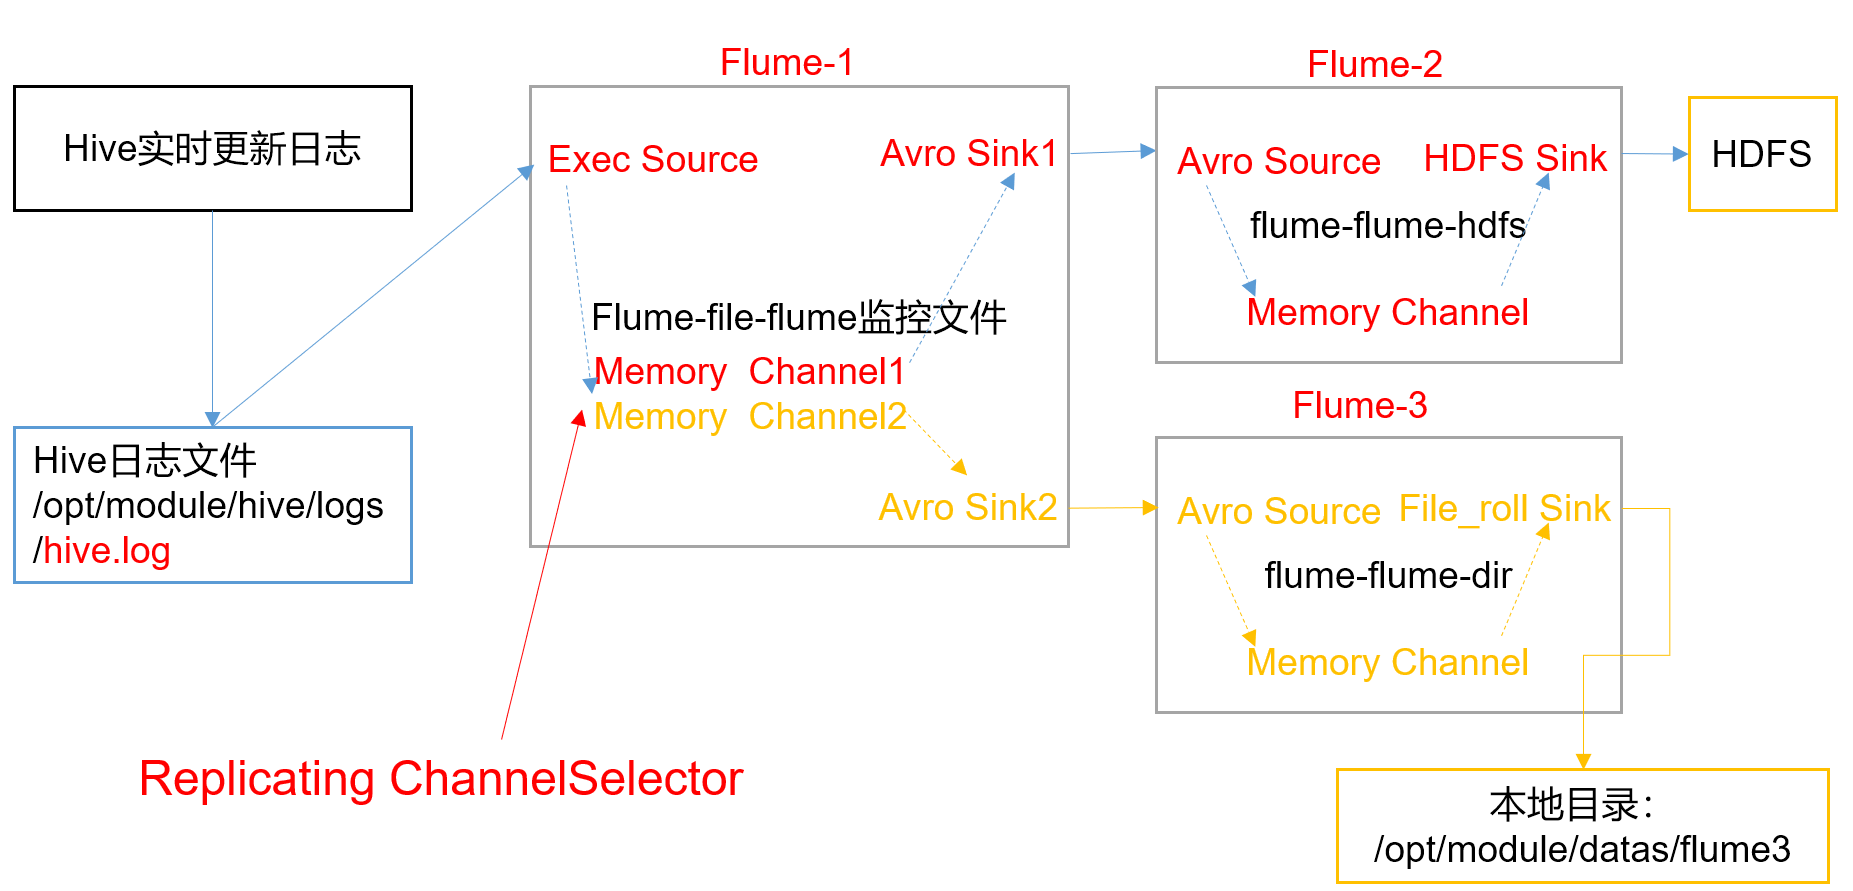 Hive实时更新日志
Hive日志文件
/opt/module/hive/logs
/hive.log
Flume-1
Exec Source
Avro Sink1
Flume-file-flume监控文件
Memory Channel1
Memory Channel2
Avro Sink2
Replicating ChannelSelector
Flume-2
Avro Source
HDFS Sink
flume-flume-hdfs
Memory Channel
HDFS
Flume-3
Avro Source
File_roll Sink
flume-flume-dir
Memory Channel
本地目录：
/opt/module/datas/flume3